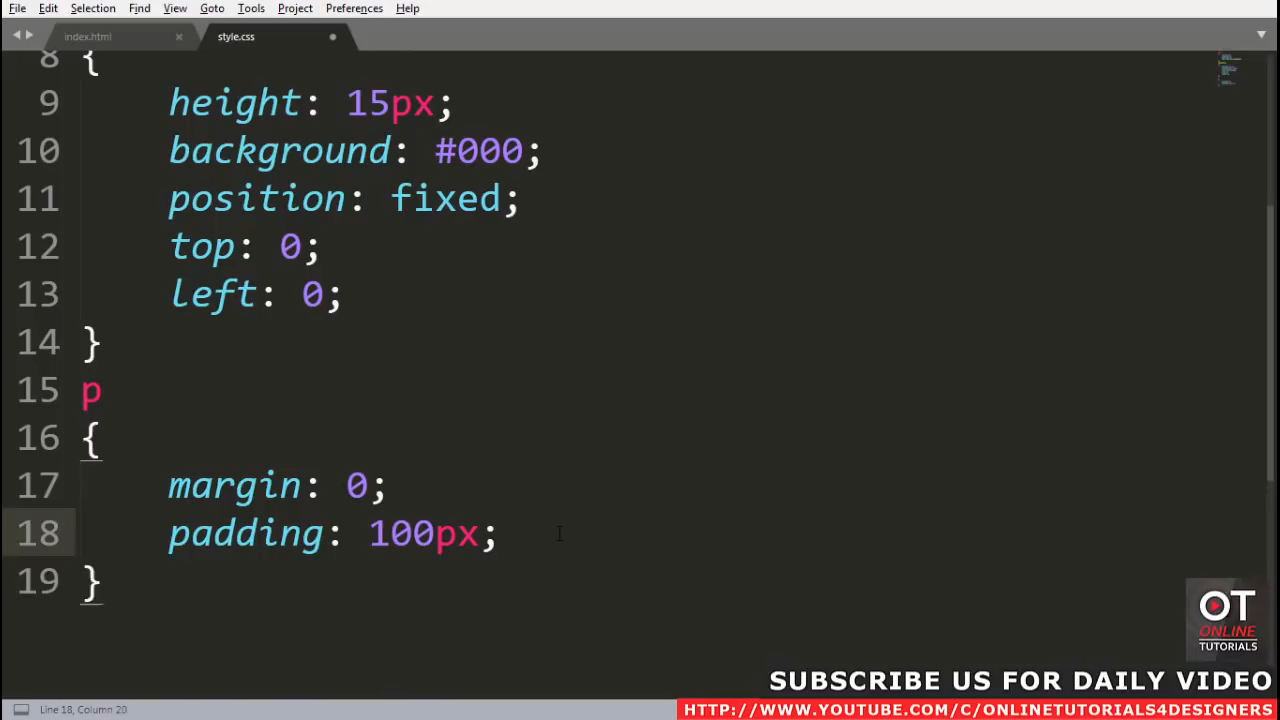 File Edit Selection Find View Goto Tools Project Preferences Help
index.html × style.css
8 {
9 height: 15px;
10 background: #000;
11 position: fixed;
12 top: 0;
13 left: 0;
14 }
15 p
16 {
17 margin: 0;
18 padding: 100px;
19 }
OT
ONLINE
TUTORIALS
SUBSCRIBE US FOR DAILY VIDEO
Line 18, Column 20
HTTP://WWW.YOUTUBE.COM/C/ONLINETUTORIALS4DESIGNERS